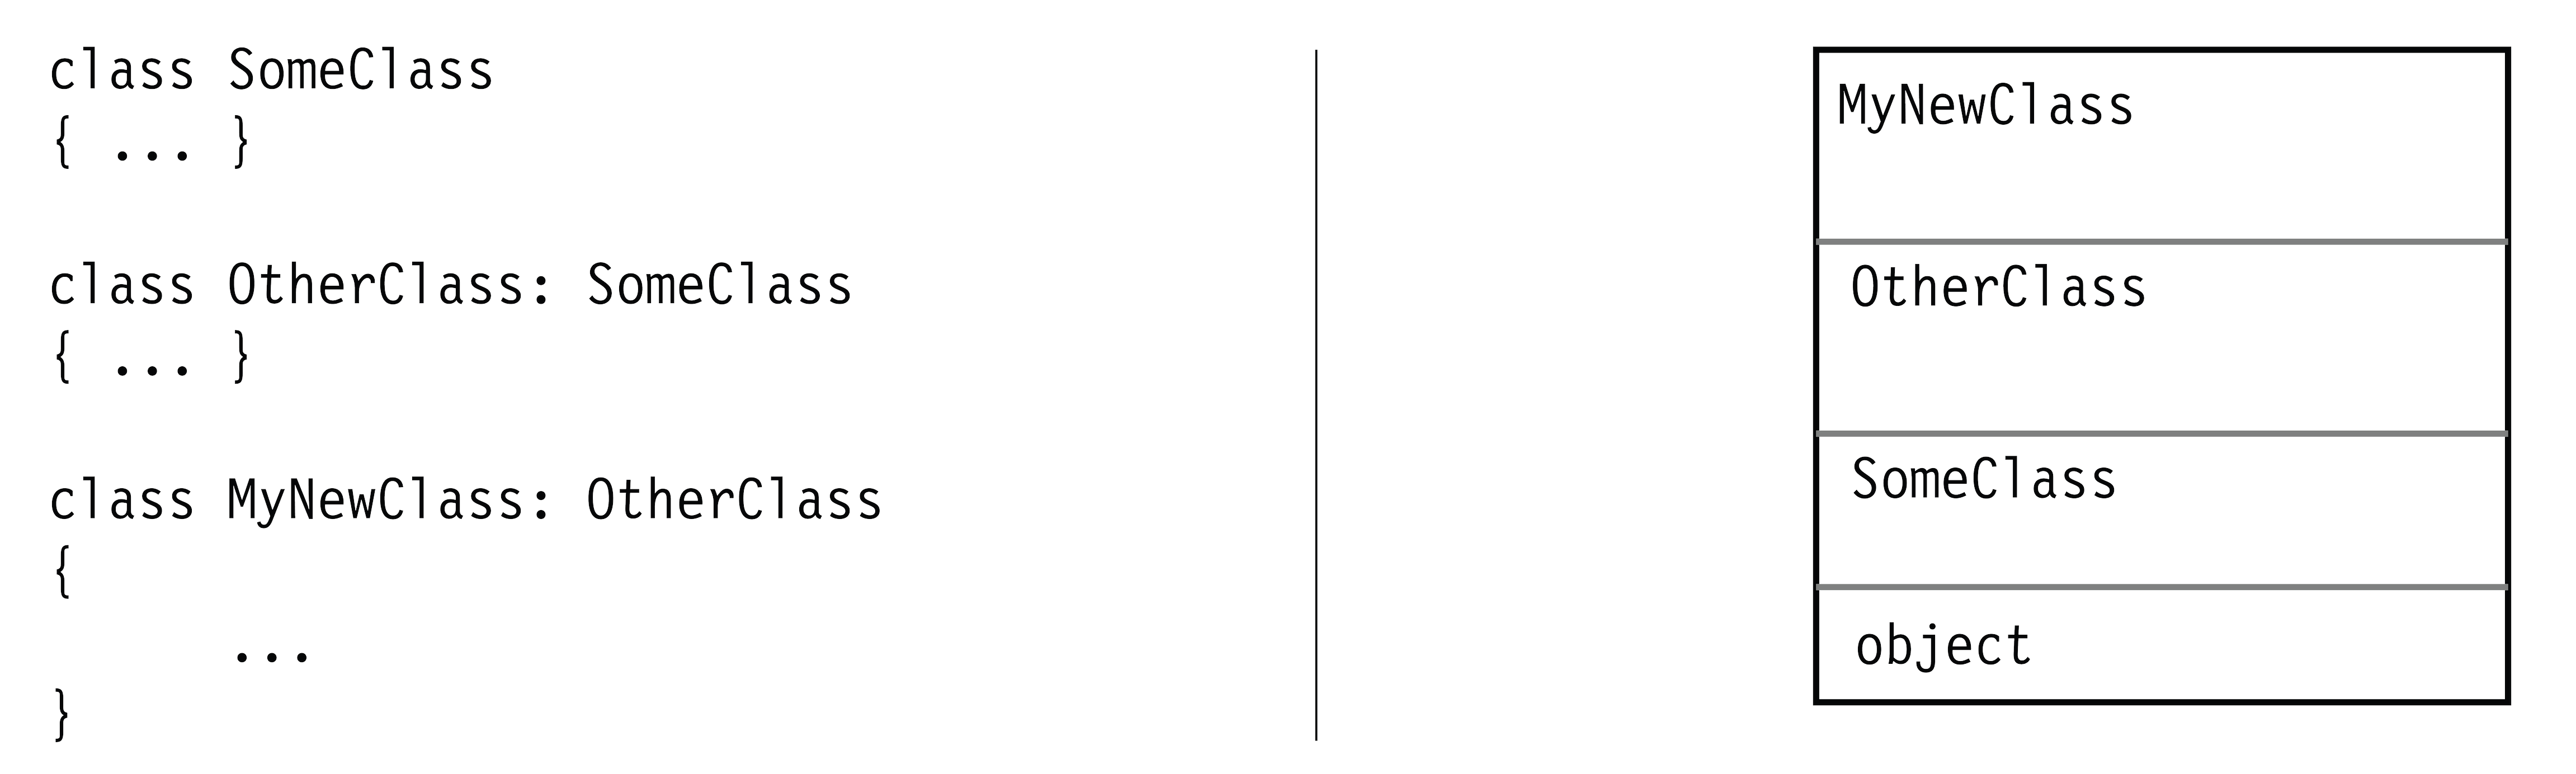 class SomeClass
{ ... }
class OtherClass: SomeClass
{ ... }
class MyNewClass: OtherClass
{
...
}
MyNewClass
OtherClass
SomeClass
object